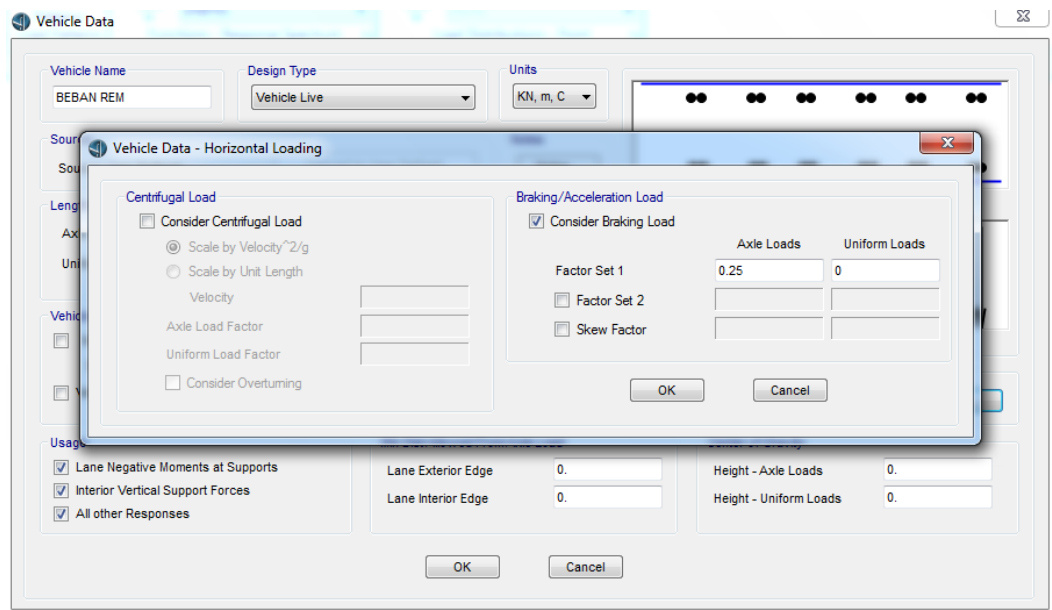 Vehicle Data
Vehicle Name
Design Type
Units
BEBAN REM
Vehicle Live
KN, m, C
Vehicle Data - Horizontal Loading
Centrifugal Load
Consider Centrifugal Load
Scale by Velocity^2/g
Scale by Unit Length
Velocity
Axle Load Factor
Uniform Load Factor
Consider Overturning
Braking/Acceleration Load
Consider Braking Load
Axle Loads
Uniform Loads
Factor Set 1
0.25
0
Factor Set 2
Skew Factor
OK
Cancel
Lane Negative Moments at Supports
Interior Vertical Support Forces
All other Responses
Lane Exterior Edge
0.
Lane Interior Edge
0.
Height - Axle Loads
0.
Height - Uniform Loads
0.
OK
Cancel